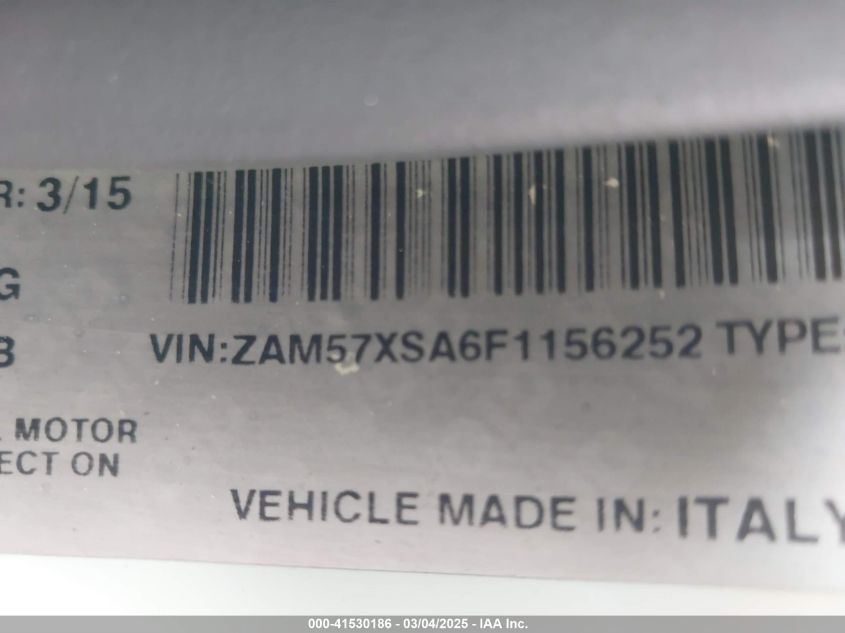 R: 3/15
G
B
VIN:ZAM57XSA6F1156252 TYPE:
MOTOR
ECT ON
VEHICLE MADE IN: ITALY
000-41530186 - 03/04/2025 - IAA Inc.